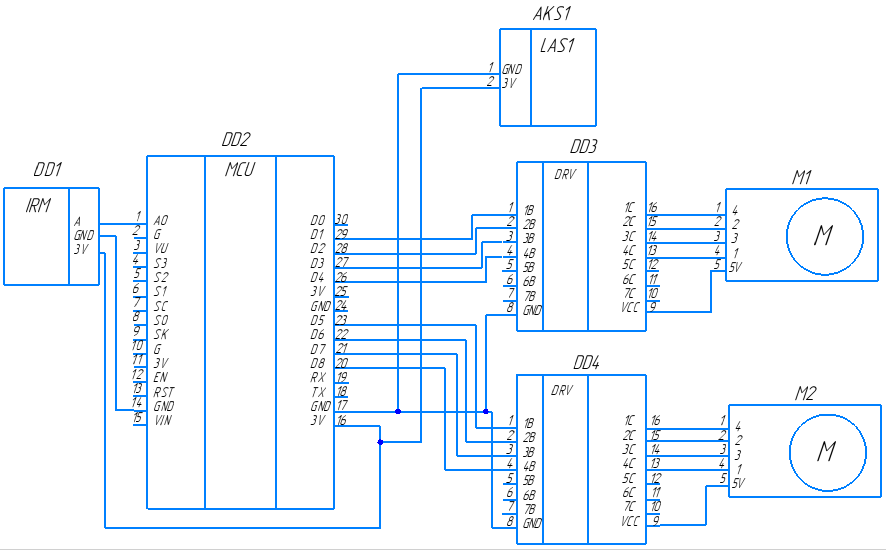 AKS1
LAS1
1 GND
2 3V
DD1
IRM
A
GND
3V
DD2
MCU
1 A0
2 G
3 VU
4 S3
5 S2
6 S1
7 SC
8 S0
9 SK
10 G
11 3V
12 EN
13 RST
14 GND
15 VIN
D0 30
D1 29
D2 28
D3 27
D4 26
3V 25
GND 24
D5 23
D6 22
D7 21
D8 20
RX 19
TX 18
GND 17
3V 16
DD3
DRV
1 1B
2 2B
3 3B
4 4B
5 5B
6 6B
7 7B
8 GND
1C 16
2C 15
3C 14
4C 13
5C 12
6C 11
7C 10
VCC 9
M1
M
1 4
2 2
3 3
4 1
5 5V
DD4
DRV
1 1B
2 2B
3 3B
4 4B
5 5B
6 6B
7 7B
8 GND
1C 16
2C 15
3C 14
4C 13
5C 12
6C 11
7C 10
VCC 9
M2
M
1 4
2 2
3 3
4 1
5 5V